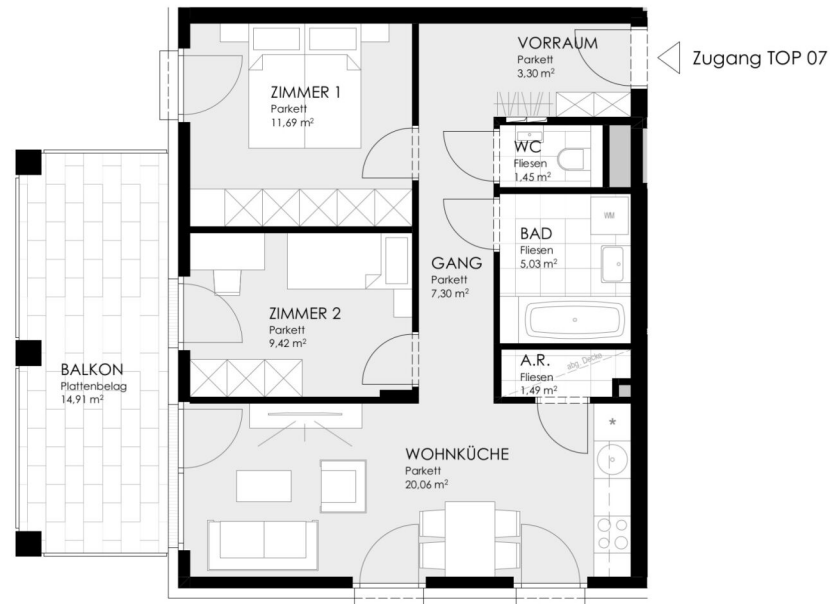 VORRAUM
Parkett
3,30 m²
Zugang TOP 07
ZIMMER 1
Parkett
11,69 m²
WC
Fliesen
1,45 m²
BAD
Fliesen
5,03 m²
WM
GANG
Parkett
7,30 m²
ZIMMER 2
Parkett
9,42 m²
BALKON
Plattenbelag
14,91 m²
A.R.
Fliesen
1,49 m²
abg. Decke
WOHNKÜCHE
Parkett
20,06 m²
*